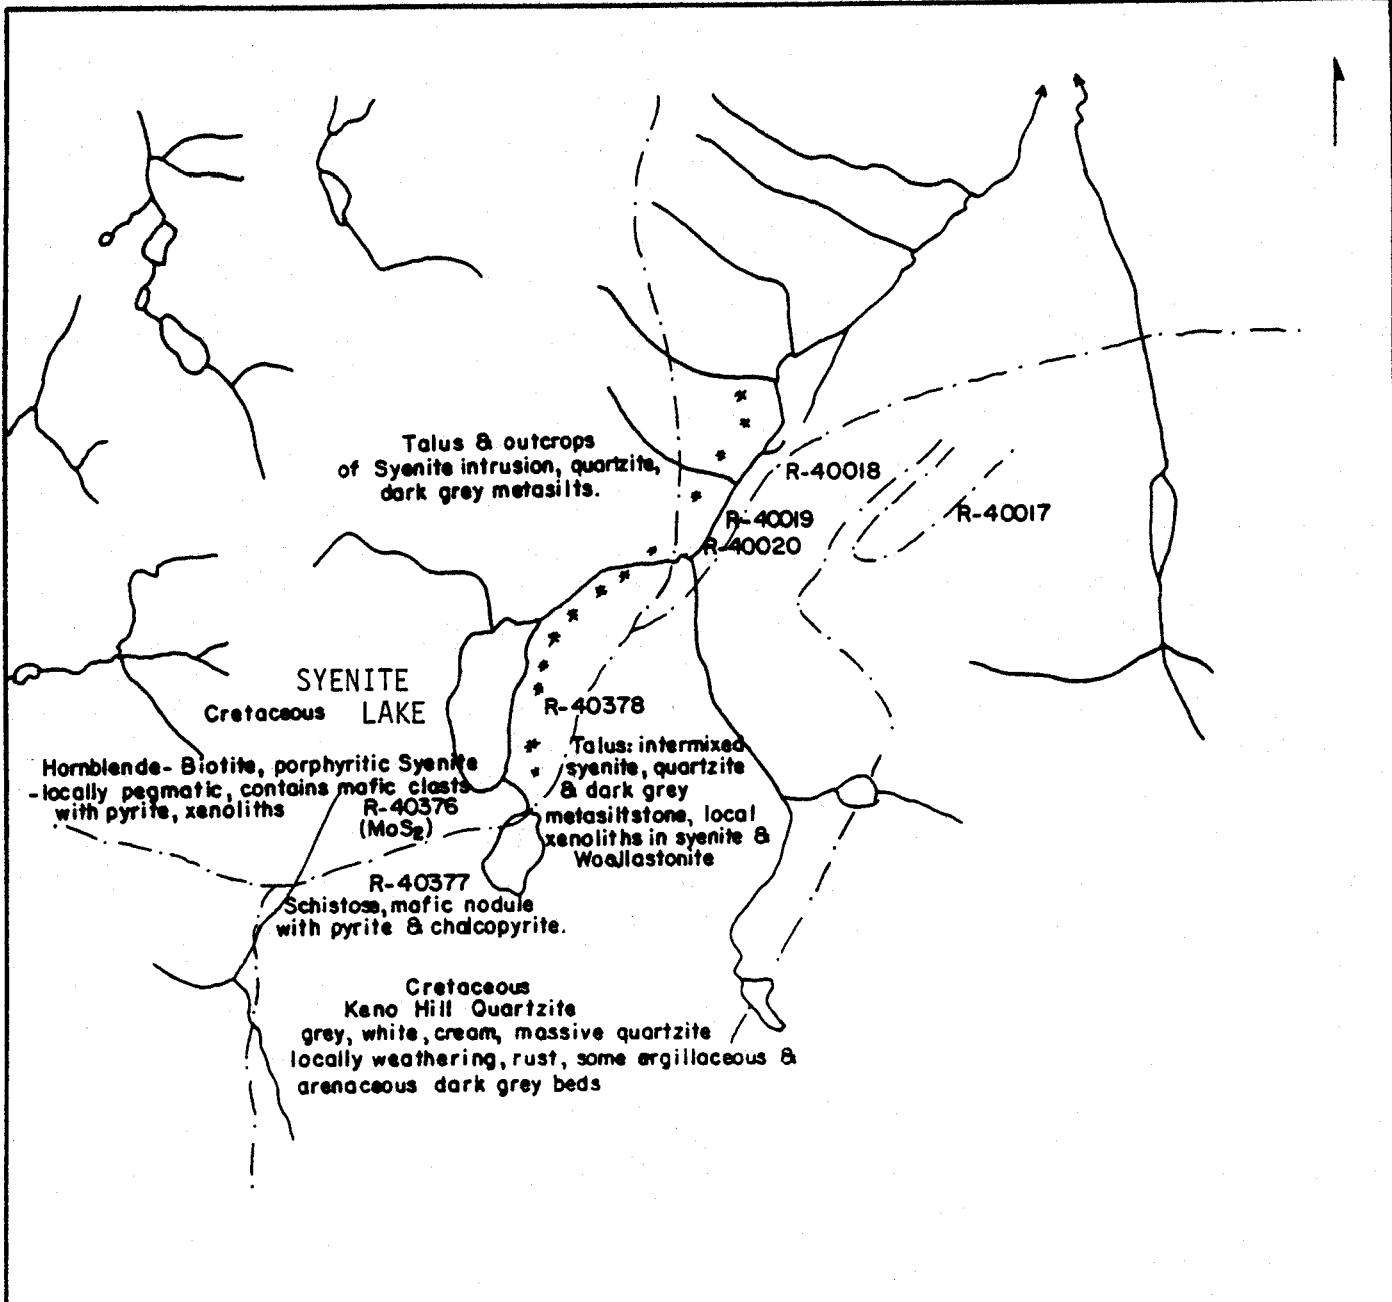 Talus & outcrops
of Syenite intrusion, quartzite,
dark grey metasilts.
R-40018
R-40017
R-40019
R-40020
SYENITE
LAKE
Cretaceous
Hornblende- Biotite, porphyritic Syenite
-locally pegmatic, contains mafic clasts
with pyrite, xenoliths
R-40376
(MoS2)
R-40378
Talus: intermixed
syenite, quartzite
& dark grey
metasiltstone, local
xenoliths in syenite &
Woollastonite
R-40377
Schistose, mafic nodule
with pyrite & chalcopyrite.
Cretaceous
Keno Hill Quartzite
grey, white, cream, massive quartzite
locally weathering, rust, some argillaceous &
arenaceous dark grey beds